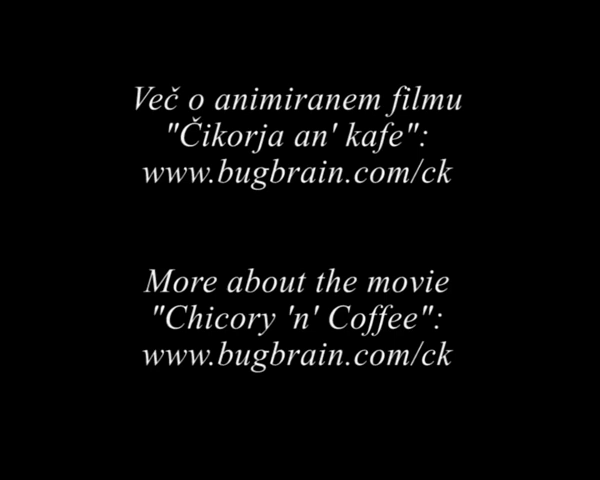 Več o animiranem filmu
"Čikorja an' kafe":
www.bugbrain.com/ck
More about the movie
"Chicory 'n' Coffee":
www.bugbrain.com/ck